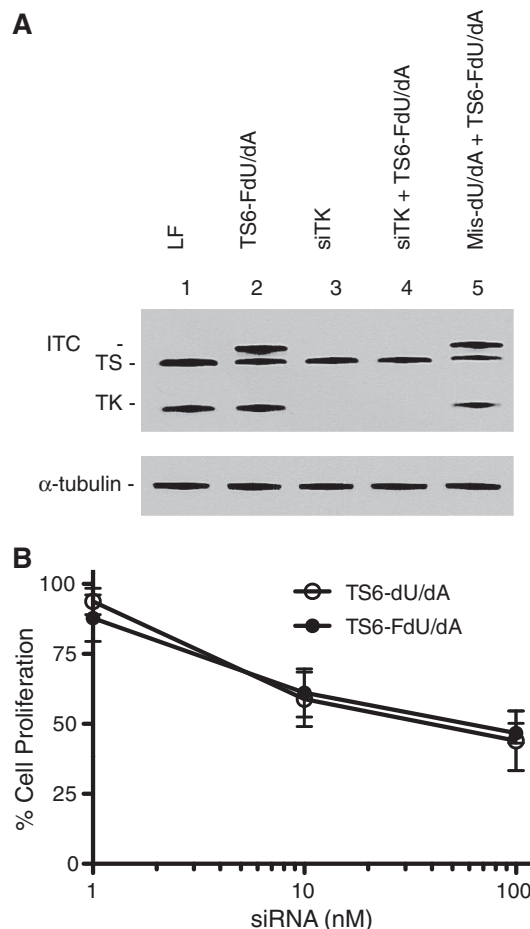 A
LF
TS6-FdU/dA
siTK
siTK + TS6-FdU/dA
Mis-dU/dA + TS6-FdU/dA
1 2 3 4 5
ITC -
TS -
TK -
α-tubulin -
B
TS6-dU/dA
TS6-FdU/dA
% Cell Proliferation
100
75
50
25
0
1 10 100
siRNA (nM)